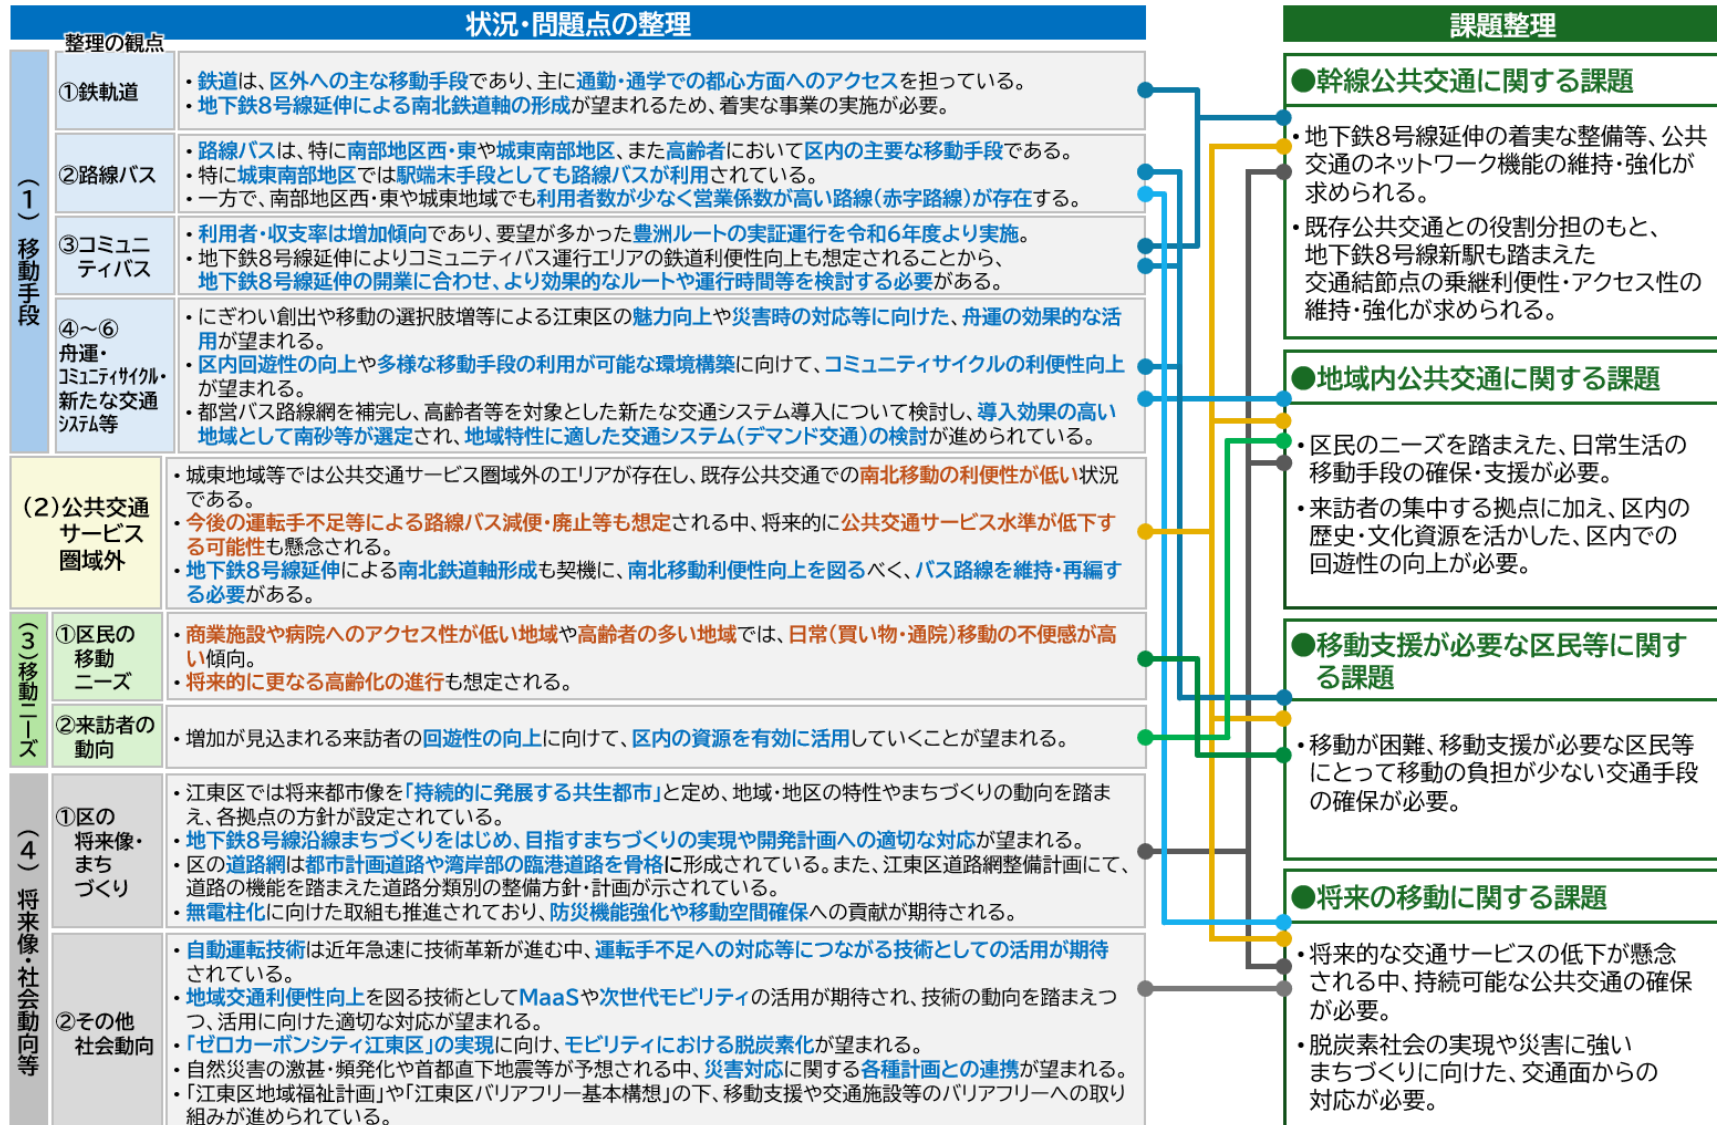 状況・問題点の整理
整理の観点
(1)移動手段
①鉄軌道
・鉄道は、区外への主な移動手段であり、主に通勤・通学での都心方面へのアクセスを担っている。
・地下鉄8号線延伸による南北鉄道軸の形成が望まれるため、着実な事業の実施が必要。
②路線バス
・路線バスは、特に南部地区西・東や城東南部地区、また高齢者において区内の主要な移動手段である。
・特に城東南部地区では駅端末手段としても路線バスが利用されている。
・一方で、南部地区西・東や城東地域でも利用者数が少なく営業係数が高い路線(赤字路線)が存在する。
③コミュニ
ティバス
・利用者・収支率は増加傾向であり、要望が多かった豊洲ルートの実証運行を令和6年度より実施。
・地下鉄8号線延伸によりコミュニティバス運行エリアの鉄道利便性向上も想定されることから、
地下鉄8号線延伸の開業に合わせ、より効果的なルートや運行時間等を検討する必要がある。
④～⑥
舟運・
コミュニティサイクル・
新たな交通
システム等
・にぎわい創出や移動の選択肢増等による江東区の魅力向上や災害時の対応等に向けた、舟運の効果的な活
用が望まれる。
・区内回遊性の向上や多様な移動手段の利用が可能な環境構築に向けて、コミュニティサイクルの利便性向上
が望まれる。
・都営バス路線網を補完し、高齢者等を対象とした新たな交通システム導入について検討し、導入効果の高い
地域として南砂等が選定され、地域特性に適した交通システム(デマンド交通)の検討が進められている。
(2)公共交通
サービス
圏域外
・城東地域等では公共交通サービス圏域外のエリアが存在し、既存公共交通での南北移動の利便性が低い状況
である。
・今後の運転手不足等による路線バス減便・廃止等も想定される中、将来的に公共交通サービス水準が低下す
る可能性も懸念される。
・地下鉄8号線延伸による南北鉄道軸形成も契機に、南北移動利便性向上を図るべく、バス路線を維持・再編す
る必要がある。
(3)移動ニーズ
①区民の
移動
ニーズ
・商業施設や病院へのアクセス性が低い地域や高齢者の多い地域では、日常(買い物・通院)移動の不便感が高
い傾向。
・将来的に更なる高齢化の進行も想定される。
②来訪者の
動向
・増加が見込まれる来訪者の回遊性の向上に向けて、区内の資源を有効に活用していくことが望まれる。
(4)将来像・社会動向等
①区の
将来像・
まち
づくり
・江東区では将来都市像を「持続的に発展する共生都市」と定め、地域・地区の特性やまちづくりの動向を踏ま
え、各拠点の方針が設定されている。
・地下鉄8号線沿線まちづくりをはじめ、目指すまちづくりの実現や開発計画への適切な対応が望まれる。
・区の道路網は都市計画道路や湾岸部の臨港道路を骨格に形成されている。また、江東区道路網整備計画にて、
道路の機能を踏まえた道路分類別の整備方針・計画が示されている。
・無電柱化に向けた取組も推進されており、防災機能強化や移動空間確保への貢献が期待される。
②その他
社会動向
・自動運転技術は近年急速に技術革新が進む中、運転手不足への対応等につながる技術としての活用が期待
されている。
・地域交通利便性向上を図る技術としてMaaSや次世代モビリティの活用が期待され、技術の動向を踏まえつ
つ、活用に向けた適切な対応が望まれる。
・「ゼロカーボンシティ江東区」の実現に向け、モビリティにおける脱炭素化が望まれる。
・自然災害の激甚・頻発化や首都直下地震等が予想される中、災害対応に関する各種計画との連携が望まれる。
・「江東区地域福祉計画」や「江東区バリアフリー基本構想」の下、移動支援や交通施設等のバリアフリーへの取り
組みが進められている。
課題整理
●幹線公共交通に関する課題
・地下鉄8号線延伸の着実な整備等、公共
交通のネットワーク機能の維持・強化が
求められる。
・既存公共交通との役割分担のもと、
地下鉄8号線新駅も踏まえた
交通結節点の乗継利便性・アクセス性の
維持・強化が求められる。
●地域内公共交通に関する課題
・区民のニーズを踏まえた、日常生活の
移動手段の確保・支援が必要。
・来訪者の集中する拠点に加え、区内の
歴史・文化資源を活かした、区内での
回遊性の向上が必要。
●移動支援が必要な区民等に関す
る課題
・移動が困難、移動支援が必要な区民等
にとって移動の負担が少ない交通手段
の確保が必要。
●将来の移動に関する課題
・将来的な交通サービスの低下が懸念
される中、持続可能な公共交通の確保
が必要。
・脱炭素社会の実現や災害に強い
まちづくりに向けた、交通面からの
対応が必要。